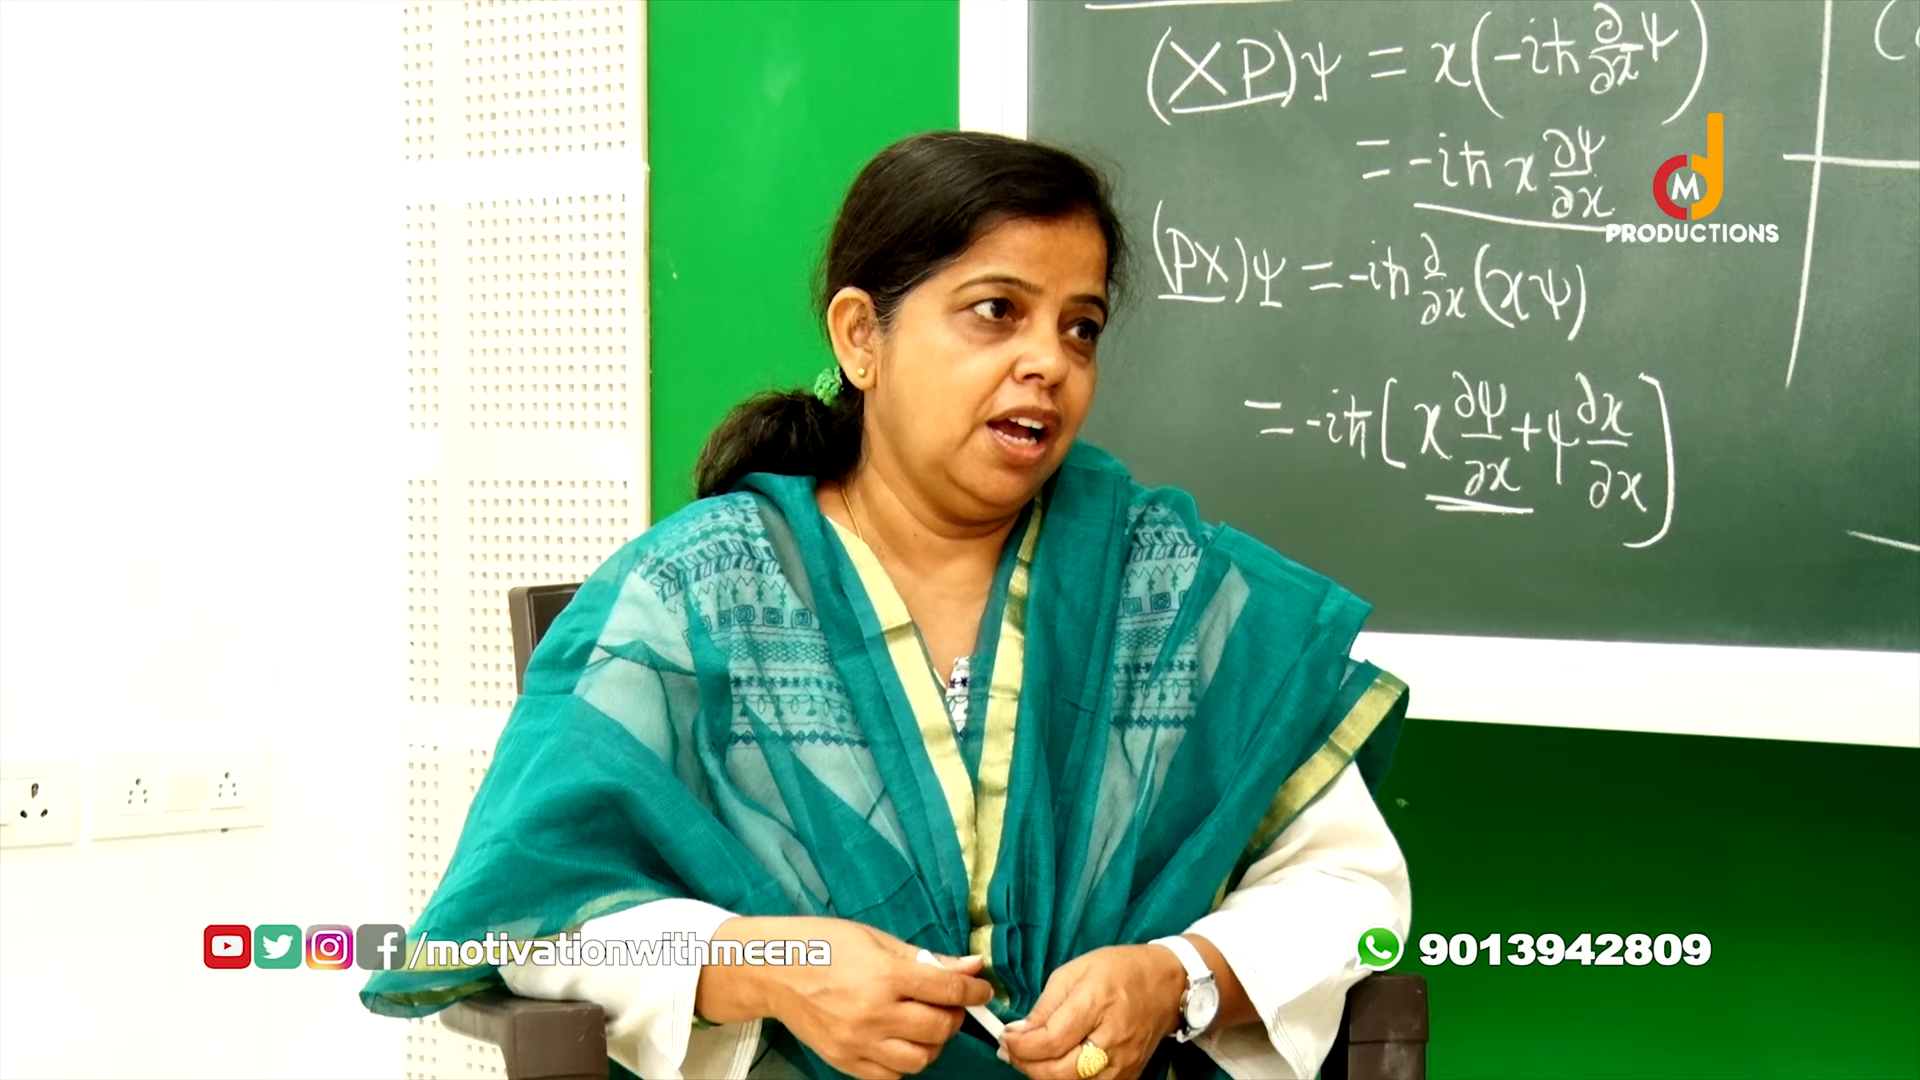 (XP)ψ = x(-iħ ∂/∂x ψ)
= -iħ x ∂ψ/∂x
M
PRODUCTIONS
(PX)ψ = -iħ ∂/∂x (xψ)
= -iħ [x ∂ψ/∂x + ψ ∂x/∂x]
/motivationwithmeena
9013942809